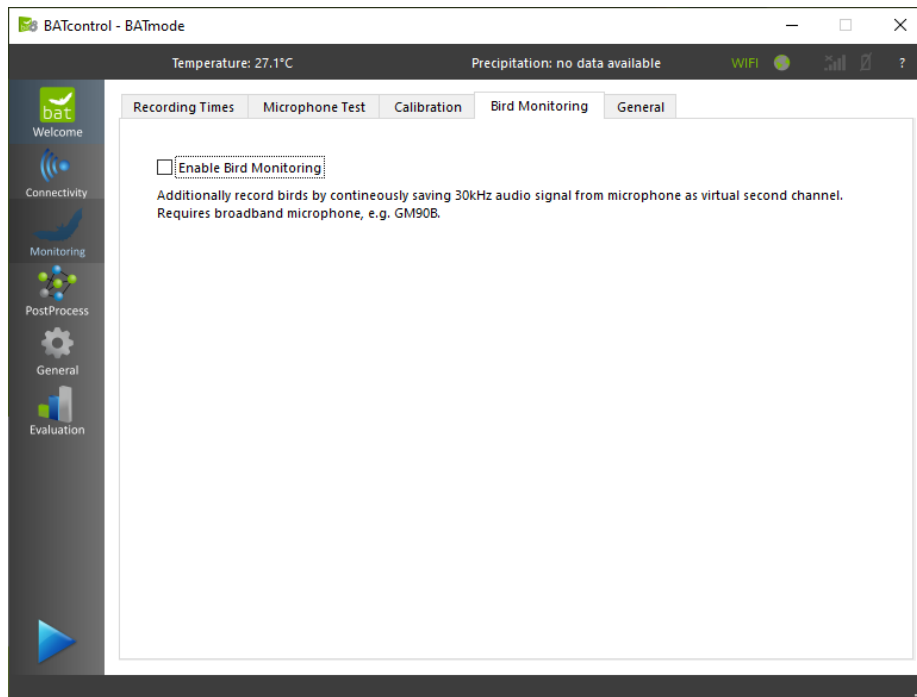 BATcontrol - BATmode
Temperature: 27.1°C Precipitation: no data available WIFI ?
bat
Welcome
Connectivity
Monitoring
PostProcess
General
Evaluation
Recording Times Microphone Test Calibration Bird Monitoring General
Enable Bird Monitoring
Additionally record birds by contineously saving 30kHz audio signal from microphone as virtual second channel.
Requires broadband microphone, e.g. GM90B.